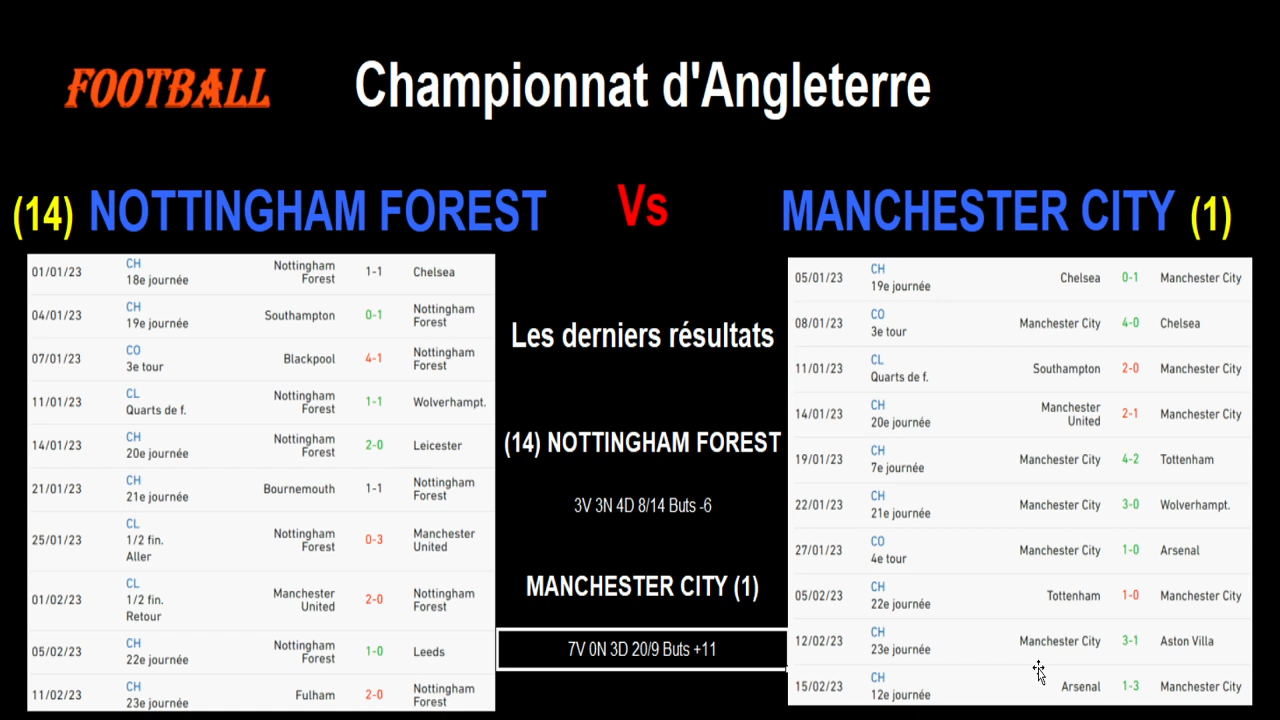 FOOTBALL
Championnat d'Angleterre
(14) NOTTINGHAM FOREST
Vs
MANCHESTER CITY (1)
01/01/23 CH Nottingham 1-1 Chelsea
18e journée Forest
04/01/23 CH Southampton 0-1 Nottingham
19e journée Forest
07/01/23 CO Blackpool 4-1 Nottingham
3e tour Forest
11/01/23 CL Nottingham 1-1 Wolverhampt.
Quarts de f. Forest
14/01/23 CH Nottingham 2-0 Leicester
20e journée Forest
21/01/23 CH Bournemouth 1-1 Nottingham
21e journée Forest
CL
25/01/23 1/2 fin. Nottingham 0-3 Manchester
Aller Forest United
CL
01/02/23 1/2 fin. Manchester 2-0 Nottingham
Retour United Forest
05/02/23 CH Nottingham 1-0 Leeds
22e journée Forest
11/02/23 CH Fulham 2-0 Nottingham
23e journée Forest
Les derniers résultats
(14) NOTTINGHAM FOREST
3V 3N 4D 8/14 Buts -6
MANCHESTER CITY (1)
7V 0N 3D 20/9 Buts +11
05/01/23 CH Chelsea 0-1 Manchester City
19e journée
08/01/23 CO Manchester City 4-0 Chelsea
3e tour
11/01/23 CL Southampton 2-0 Manchester City
Quarts de f.
14/01/23 CH Manchester 2-1 Manchester City
20e journée United
19/01/23 CH Manchester City 4-2 Tottenham
7e journée
22/01/23 CH Manchester City 3-0 Wolverhampt.
21e journée
27/01/23 CO Manchester City 1-0 Arsenal
4e tour
05/02/23 CH Tottenham 1-0 Manchester City
22e journée
12/02/23 CH Manchester City 3-1 Aston Villa
23e journée
15/02/23 CH Arsenal 1-3 Manchester City
12e journée